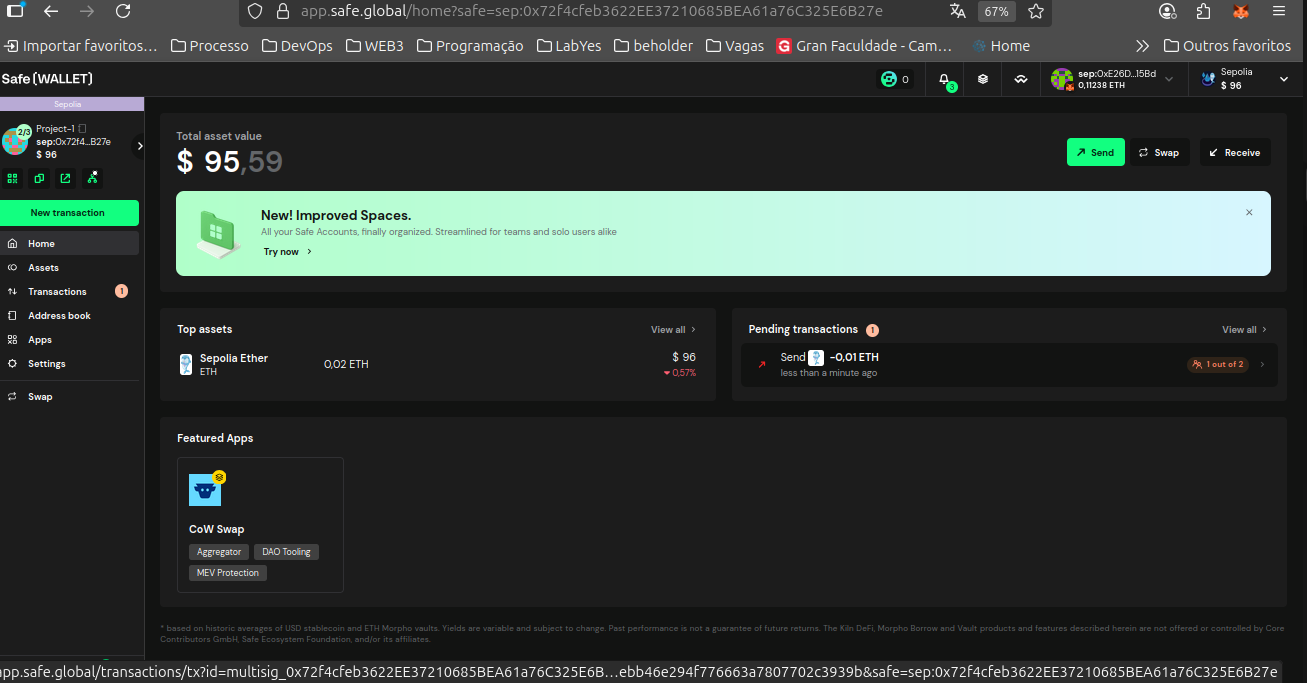 app.safe.global/home?safe=sep:0x72f4cfeb3622EE37210685BEA61a76C325E6B27e
67%
Importar favoritos…
Processo
DevOps
WEB3
Programação
LabYes
beholder
Vagas
G Gran Faculdade - Cam…
Home
Outros favoritos
Safe{WALLET}
0
3
sep:0xE26D...15Bd
0,11238 ETH
Sepolia
$ 96
Sepolia
2/3
Project-1
sep:0x72f4...B27e
$ 96
New transaction
Home
Assets
Transactions 1
Address book
Apps
Settings
Swap
Total asset value
$ 95,59
Send
Swap
Receive
New! Improved Spaces.
All your Safe Accounts, finally organized. Streamlined for teams and solo users alike
Try now
Top assets
View all
Sepolia Ether
ETH
0,02 ETH
$ 96
0,57%
Pending transactions 1
View all
Send -0,01 ETH
less than a minute ago
1 out of 2
Featured Apps
CoW Swap
Aggregator
DAO Tooling
MEV Protection
* based on historic averages of USD stablecoin and ETH Morpho vaults. Yields are variable and subject to change. Past performance is not a guarantee of future returns. The Kiln DeFi, Morpho Borrow and Vault products and features described herein are not offered or controlled by Core
Contributors GmbH, Safe Ecosystem Foundation, and/or its affiliates.
app.safe.global/transactions/tx?id=multisig_0x72f4cfeb3622EE37210685BEA61a76C325E6B…ebb46e294f776663a7807702c3939b&safe=sep:0x72f4cfeb3622EE37210685BEA61a76C325E6B27e